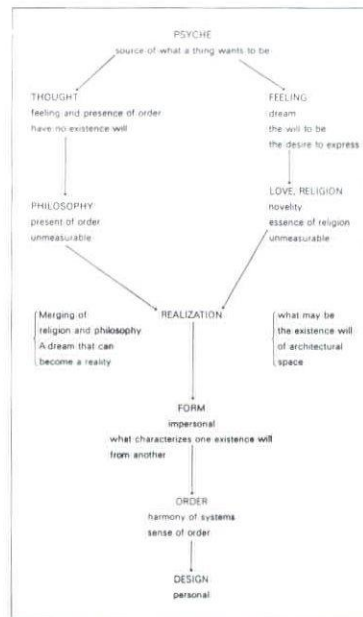 PSYCHE
source of what a thing wants to be
THOUGHT
feeling and presence of order
have no existence will
FEELING
dream
the will to be
the desire to express
PHILOSOPHY
present of order
unmeasurable
LOVE, RELIGION
novelity
essence of religion
unmeasurable
Merging of
religion and philosophy
A dream that can
become a reality
REALIZATION
what may be
the existence will
of architectural
space
FORM
impersonal
what characterizes one existence will
from another
ORDER
harmony of systems
sense of order
DESIGN
personal